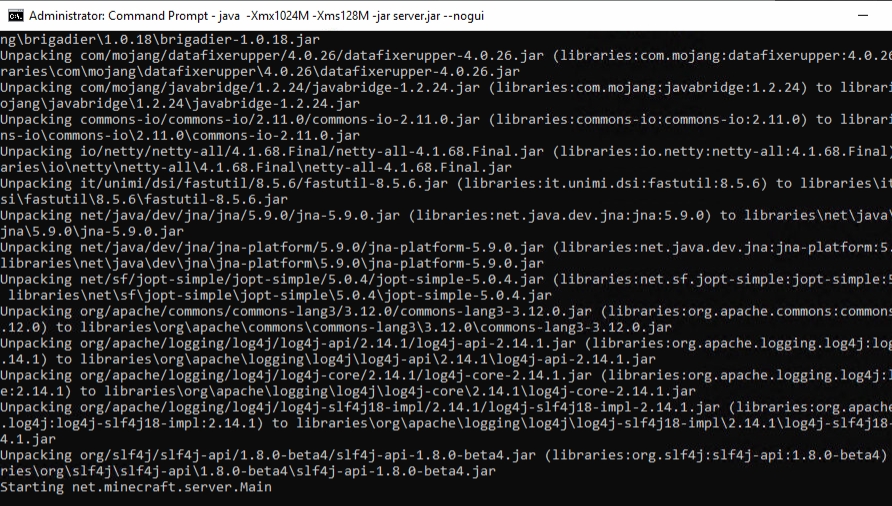 Administrator: Command Prompt - java -Xmx1024M -Xms128M -jar server.jar --nogui
ng\brigadier\1.0.18\brigadier-1.0.18.jar
Unpacking com/mojang/datafixerupper/4.0.26/datafixerupper-4.0.26.jar (libraries:com.mojang:datafixerupper:4.0.26
raries\com\mojang\datafixerupper\4.0.26\datafixerupper-4.0.26.jar
Unpacking com/mojang/javabridge/1.2.24/javabridge-1.2.24.jar (libraries:com.mojang:javabridge:1.2.24) to librari
ojang\javabridge\1.2.24\javabridge-1.2.24.jar
Unpacking commons-io/commons-io/2.11.0/commons-io-2.11.0.jar (libraries:commons-io:commons-io:2.11.0) to librari
ns-io\commons-io\2.11.0\commons-io-2.11.0.jar
Unpacking io/netty/netty-all/4.1.68.Final/netty-all-4.1.68.Final.jar (libraries:io.netty:netty-all:4.1.68.Final)
aries\io\netty\netty-all\4.1.68.Final\netty-all-4.1.68.Final.jar
Unpacking it/unimi/dsi/fastutil/8.5.6/fastutil-8.5.6.jar (libraries:it.unimi.dsi:fastutil:8.5.6) to libraries\it
si\fastutil\8.5.6\fastutil-8.5.6.jar
Unpacking net/java/dev/jna/jna/5.9.0/jna-5.9.0.jar (libraries:net.java.dev.jna:jna:5.9.0) to libraries\net\java\
jna\5.9.0\jna-5.9.0.jar
Unpacking net/java/dev/jna/jna-platform/5.9.0/jna-platform-5.9.0.jar (libraries:net.java.dev.jna:jna-platform:5.
libraries\net\java\dev\jna\jna-platform\5.9.0\jna-platform-5.9.0.jar
Unpacking net/sf/jopt-simple/jopt-simple/5.0.4/jopt-simple-5.0.4.jar (libraries:net.sf.jopt-simple:jopt-simple:5
libraries\net\sf\jopt-simple\jopt-simple\5.0.4\jopt-simple-5.0.4.jar
Unpacking org/apache/commons/commons-lang3/3.12.0/commons-lang3-3.12.0.jar (libraries:org.apache.commons:commons
.12.0) to libraries\org\apache\commons\commons-lang3\3.12.0\commons-lang3-3.12.0.jar
Unpacking org/apache/logging/log4j/log4j-api/2.14.1/log4j-api-2.14.1.jar (libraries:org.apache.logging.log4j:log
.14.1) to libraries\org\apache\logging\log4j\log4j-api\2.14.1\log4j-api-2.14.1.jar
Unpacking org/apache/logging/log4j/log4j-core/2.14.1/log4j-core-2.14.1.jar (libraries:org.apache.logging.log4j:l
e:2.14.1) to libraries\org\apache\logging\log4j\log4j-core\2.14.1\log4j-core-2.14.1.jar
Unpacking org/apache/logging/log4j/log4j-slf4j18-impl/2.14.1/log4j-slf4j18-impl-2.14.1.jar (libraries:org.apache
.log4j:log4j-slf4j18-impl:2.14.1) to libraries\org\apache\logging\log4j\log4j-slf4j18-impl\2.14.1\log4j-slf4j18-
4.1.jar
Unpacking org/slf4j/slf4j-api/1.8.0-beta4/slf4j-api-1.8.0-beta4.jar (libraries:org.slf4j:slf4j-api:1.8.0-beta4)
ries\org\slf4j\slf4j-api\1.8.0-beta4\slf4j-api-1.8.0-beta4.jar
Starting net.minecraft.server.Main